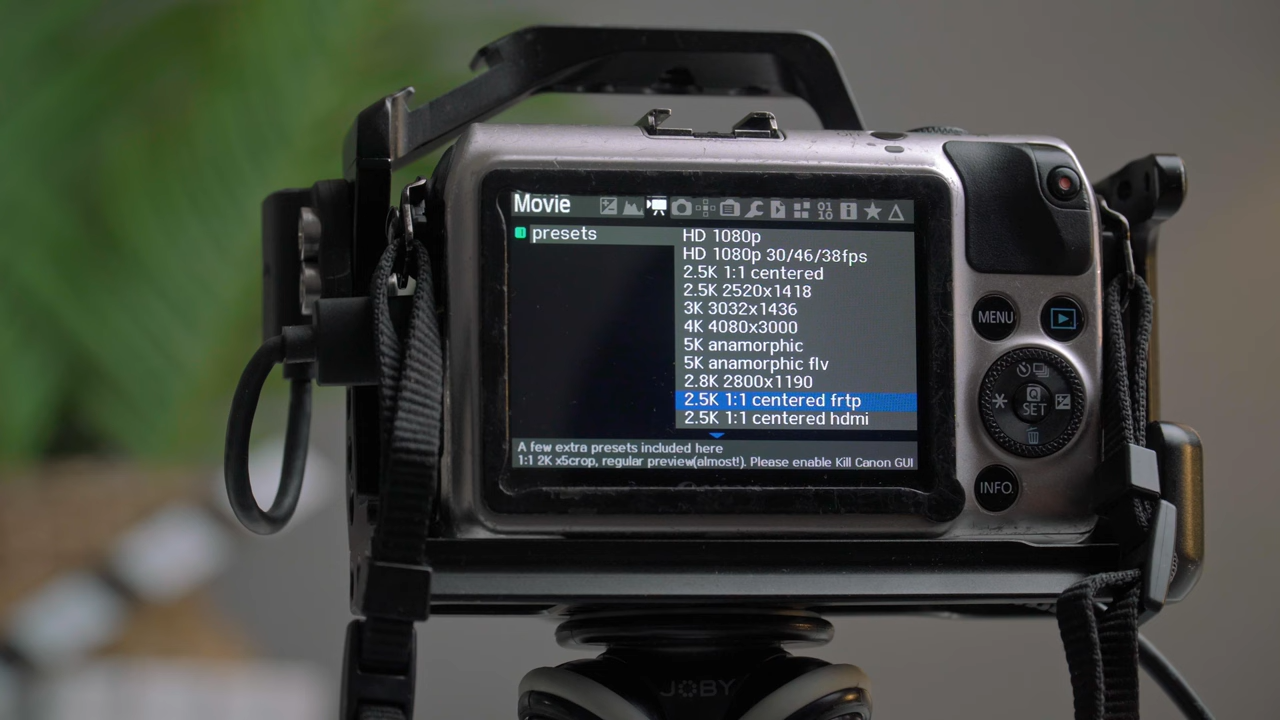 Movie
presets
HD 1080p
HD 1080p 30/46/38fps
2.5K 1:1 centered
2.5K 2520x1418
3K 3032x1436
4K 4080x3000
5K anamorphic
5K anamorphic flv
2.8K 2800x1190
2.5K 1:1 centered frtp
2.5K 1:1 centered hdmi
A few extra presets included here
1:1 2K x5crop, regular preview(almost!). Please enable Kill Canon GUI
MENU
Q
SET
INFO.
JOBY